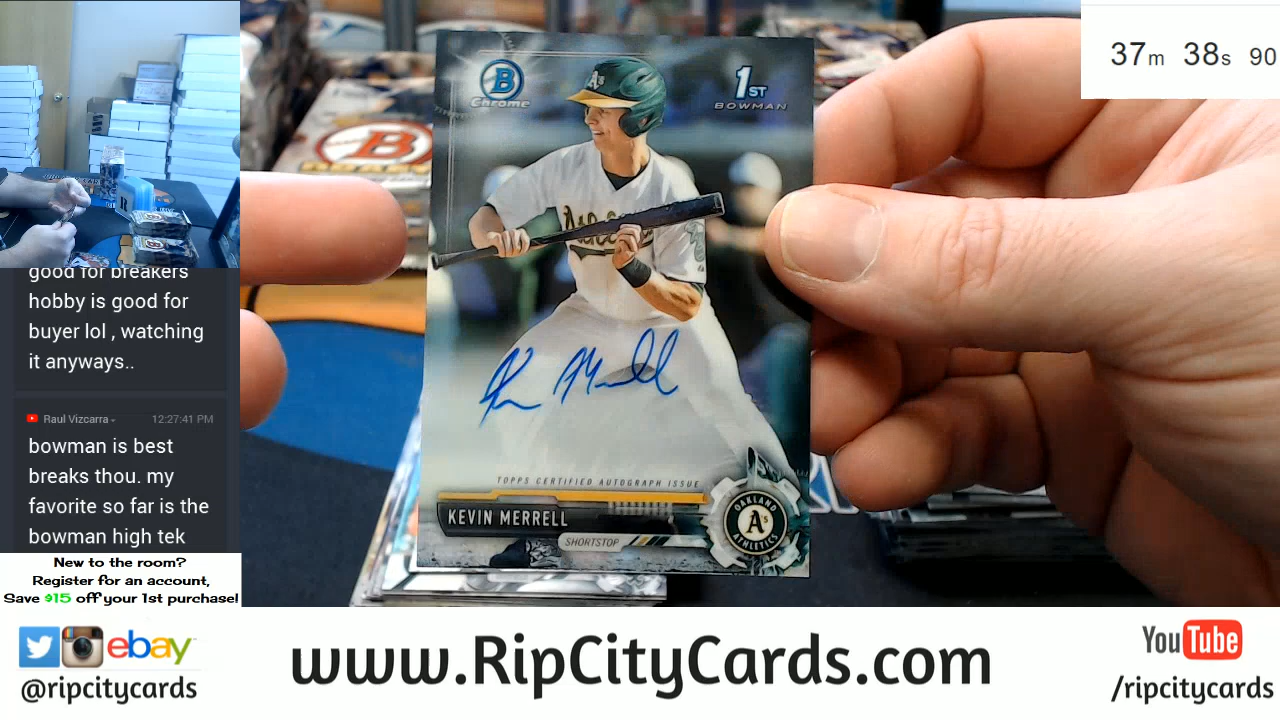 37m 38s 90
B
Chrome
1ST
BOWMAN
A's
B
Kevin Merrell
TOPPS CERTIFIED AUTOGRAPH ISSUE
KEVIN MERRELL
SHORTSTOP
OAKLAND
A's
ATHLETICS
good for breakers
hobby is good for
buyer lol , watching
it anyways..
Raul Vizcarra 12:27:41 PM
bowman is best
breaks thou. my
favorite so far is the
bowman high tek
New to the room?
Register for an account,
Save $15 off your 1st purchase!
ebay
@ripcitycards
www.RipCityCards.com
YouTube
/ripcitycards